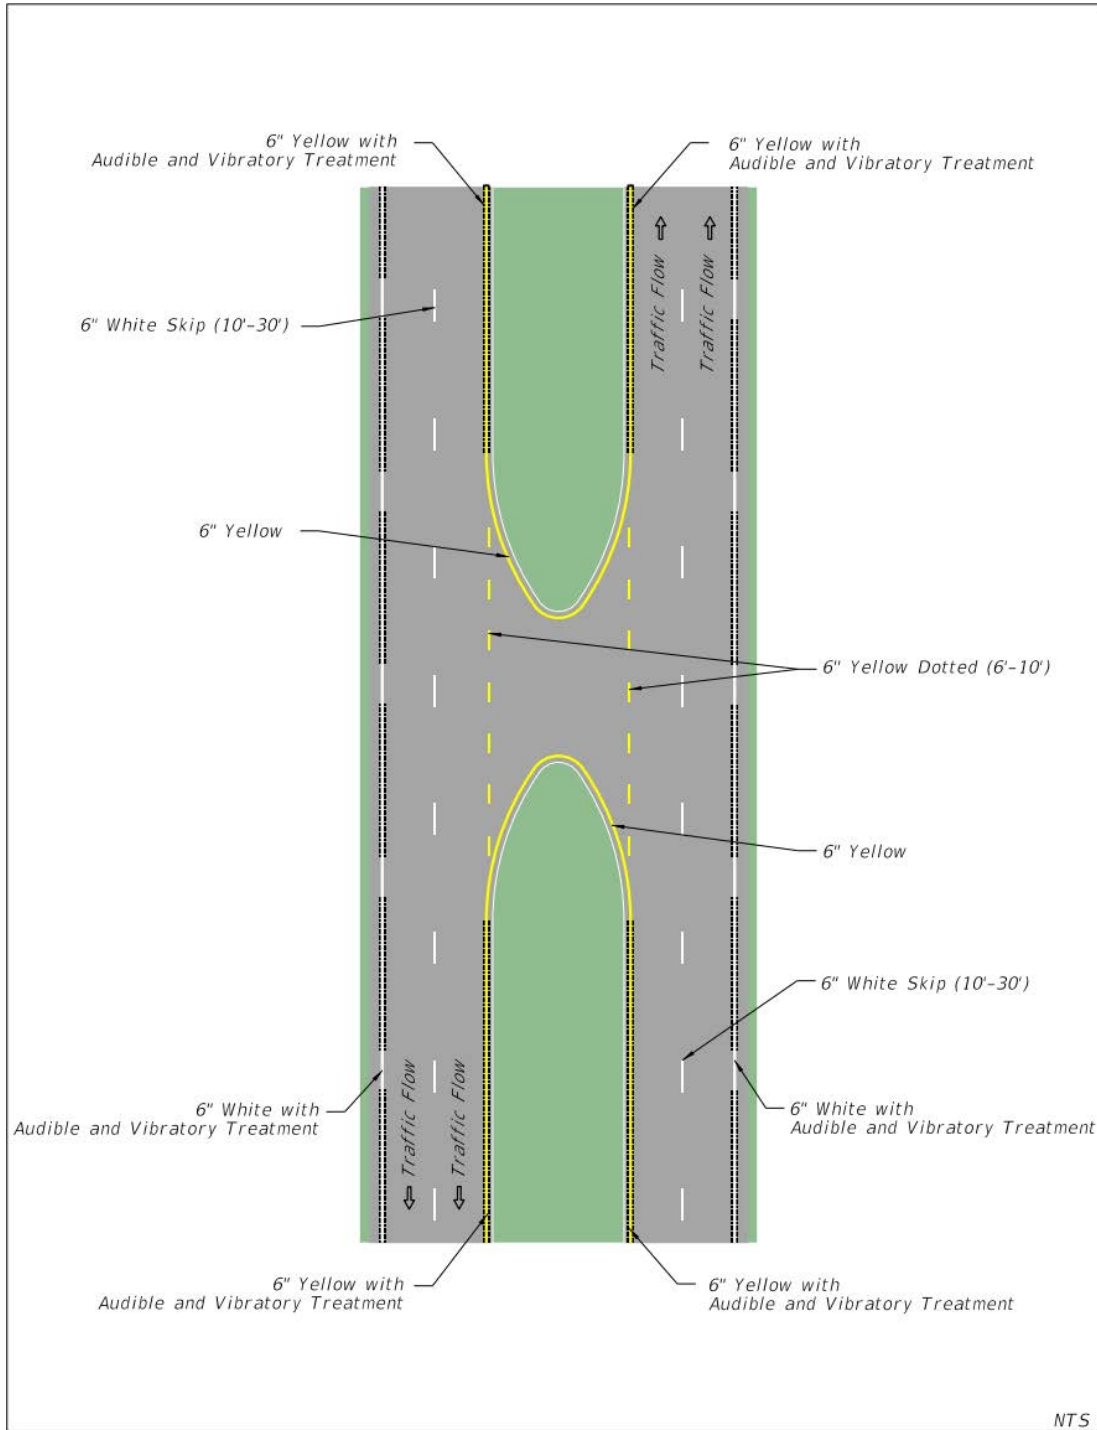 6" Yellow with
Audible and Vibratory Treatment
6" Yellow with
Audible and Vibratory Treatment
Traffic Flow
Traffic Flow
6" White Skip (10'-30')
6" Yellow
6" Yellow Dotted (6'-10')
6" Yellow
6" White Skip (10'-30')
Traffic Flow
Traffic Flow
6" White with
Audible and Vibratory Treatment
6" White with
Audible and Vibratory Treatment
6" Yellow with
Audible and Vibratory Treatment
6" Yellow with
Audible and Vibratory Treatment
NTS